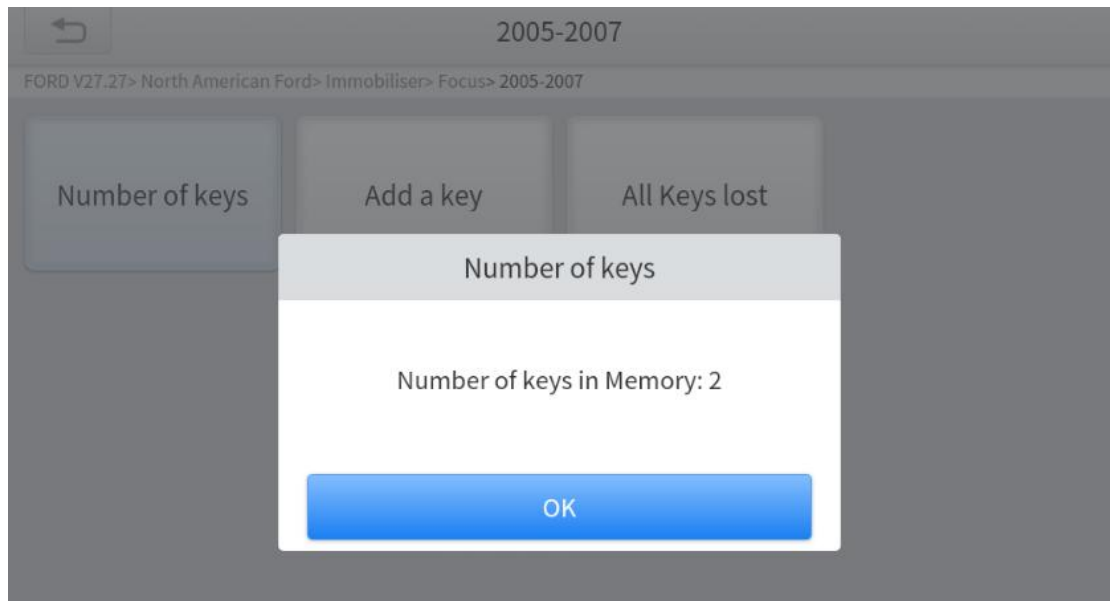 2005-2007
FORD V27.27> North American Ford> Immobiliser> Focus> 2005-2007
Number of keys
Add a key
All Keys lost
Number of keys
Number of keys in Memory: 2
OK